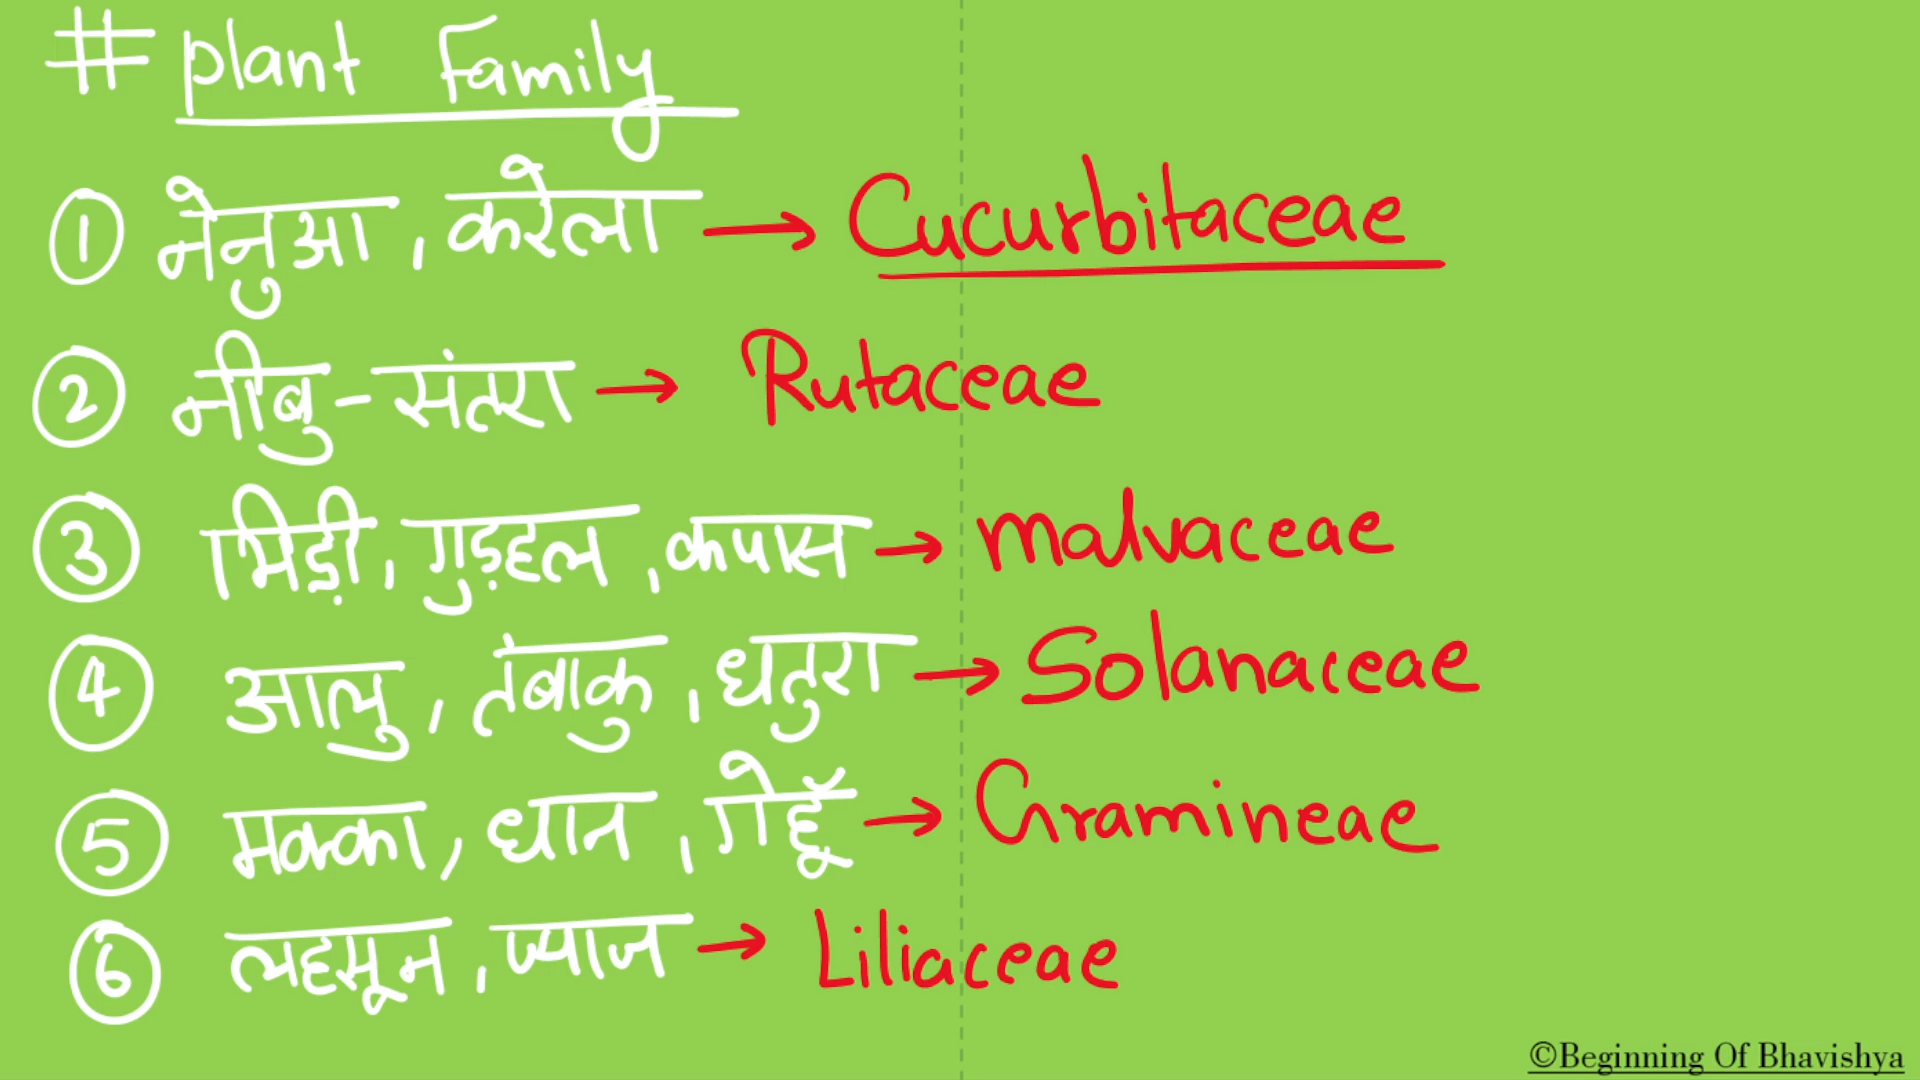 # plant Family
① नेनुआ, करेला → Cucurbitaceae
② नीबु - संतरा → Rutaceae
③ भिड़ी, गुड़हल, कपास → malvaceae
④ आलु, तंबाकु, धतुरा → Solanaceae
⑤ मक्का, धान, गेहूँ → Gramineae
⑥ लहसून, प्याज → Liliaceae
©Beginning Of Bhavishya